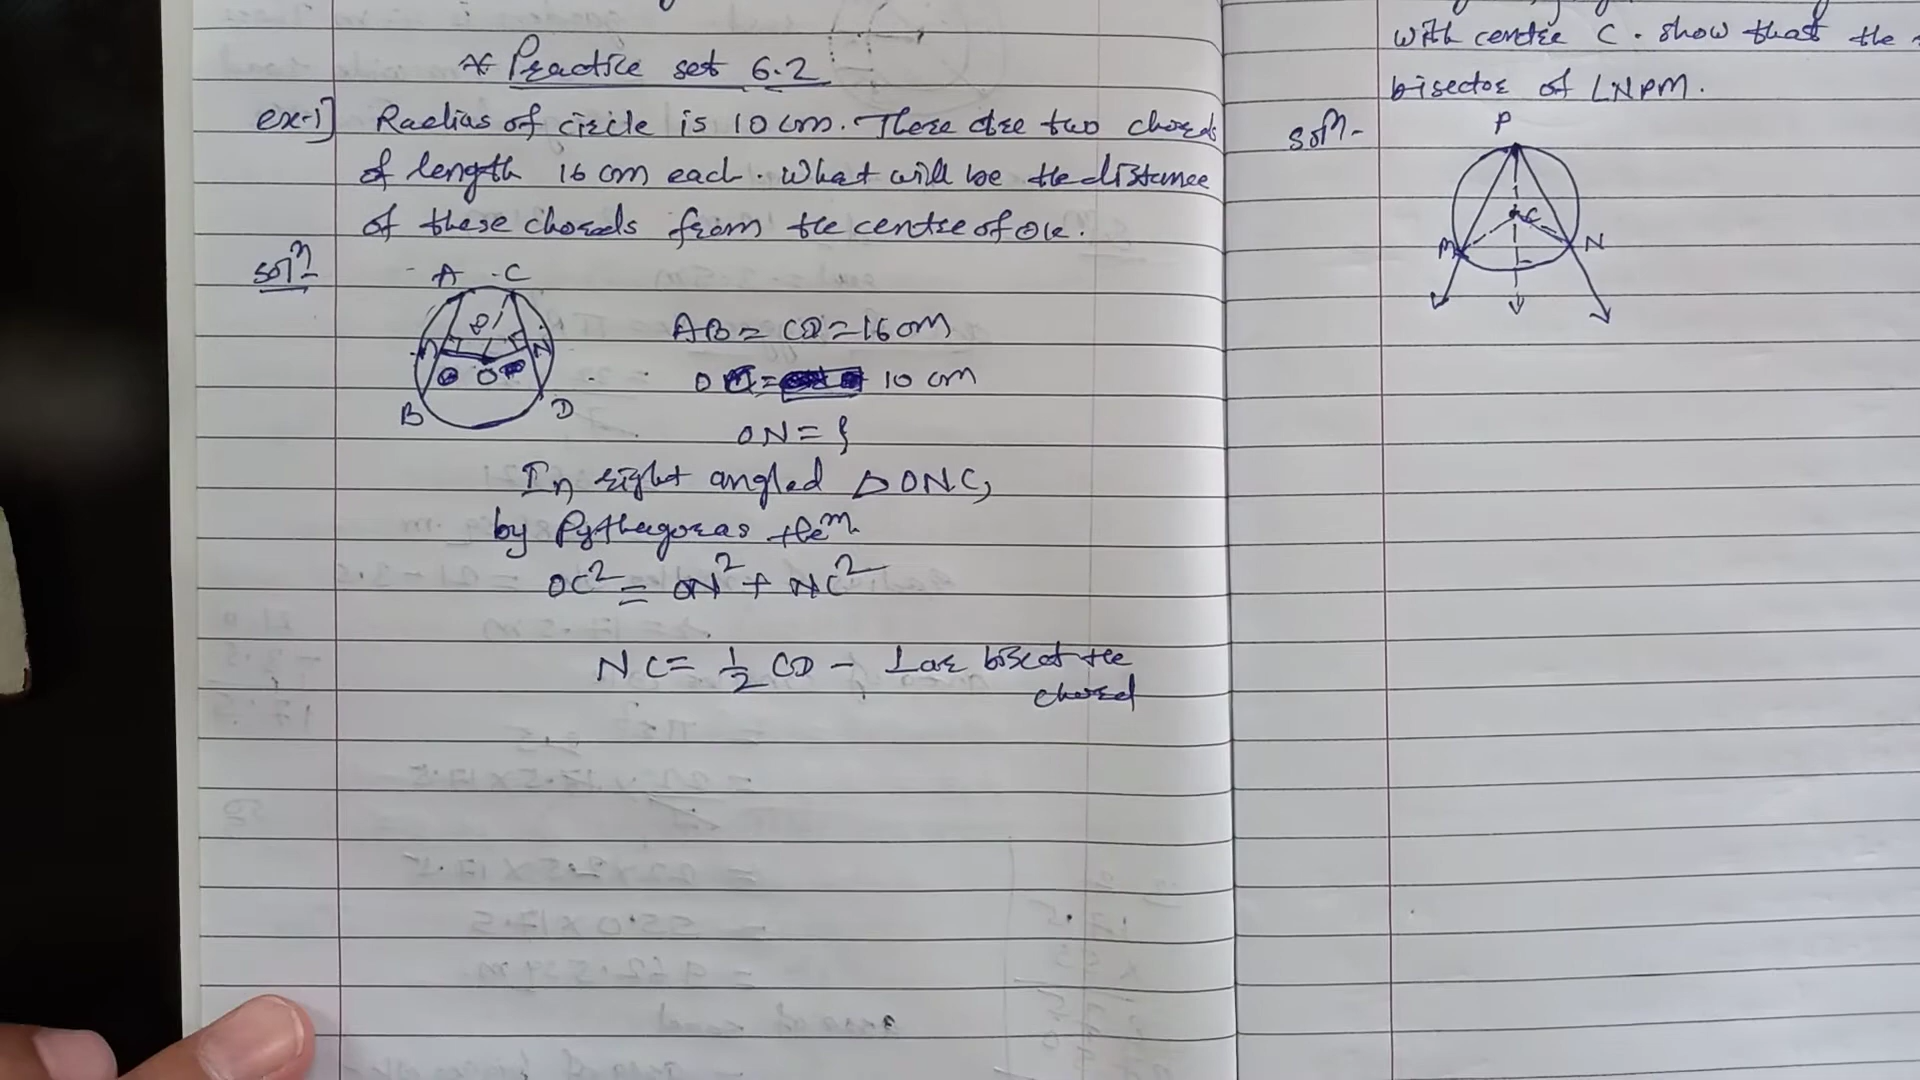 * Practice set 6.2
ex-1] Radius of circle is 10 cm. There are two chords
of length 16 cm each. What will be the distance
of these chords from the centre of ole.
solⁿ
A C
P
M N
O
B D
AB = CD = 16 cm
OC = 10 cm
ON = ?
In right angled △ONC,
by Pythagoras theᵐ
OC² = ON² + NC²
NC = 1/2 CD - ⊥ar bisect the
chord
with centre C. show that the
bisector of ∠NPM.
solⁿ-
P
C
M N